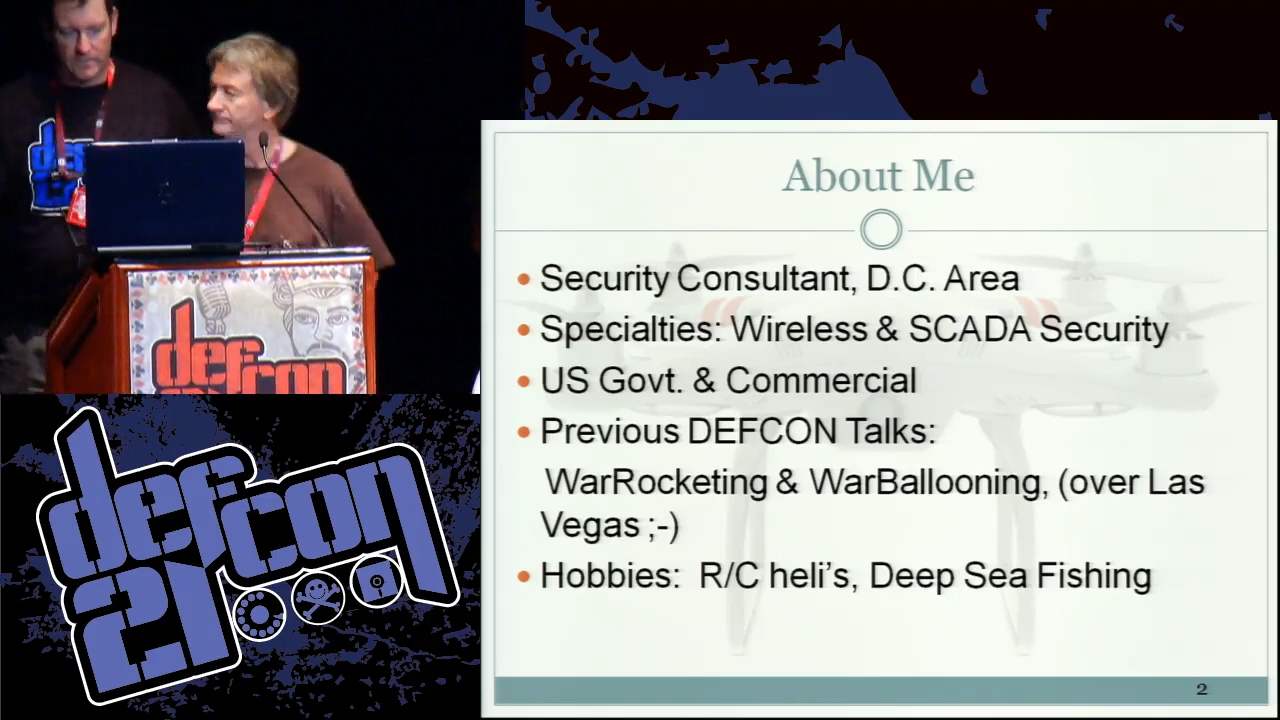 About Me
Security Consultant, D.C. Area
Specialties: Wireless & SCADA Security
US Govt. & Commercial
Previous DEFCON Talks:
WarRocketing & WarBallooning, (over Las
Vegas ;-)
Hobbies:  R/C heli's, Deep Sea Fishing
2
defcon
defcon
21